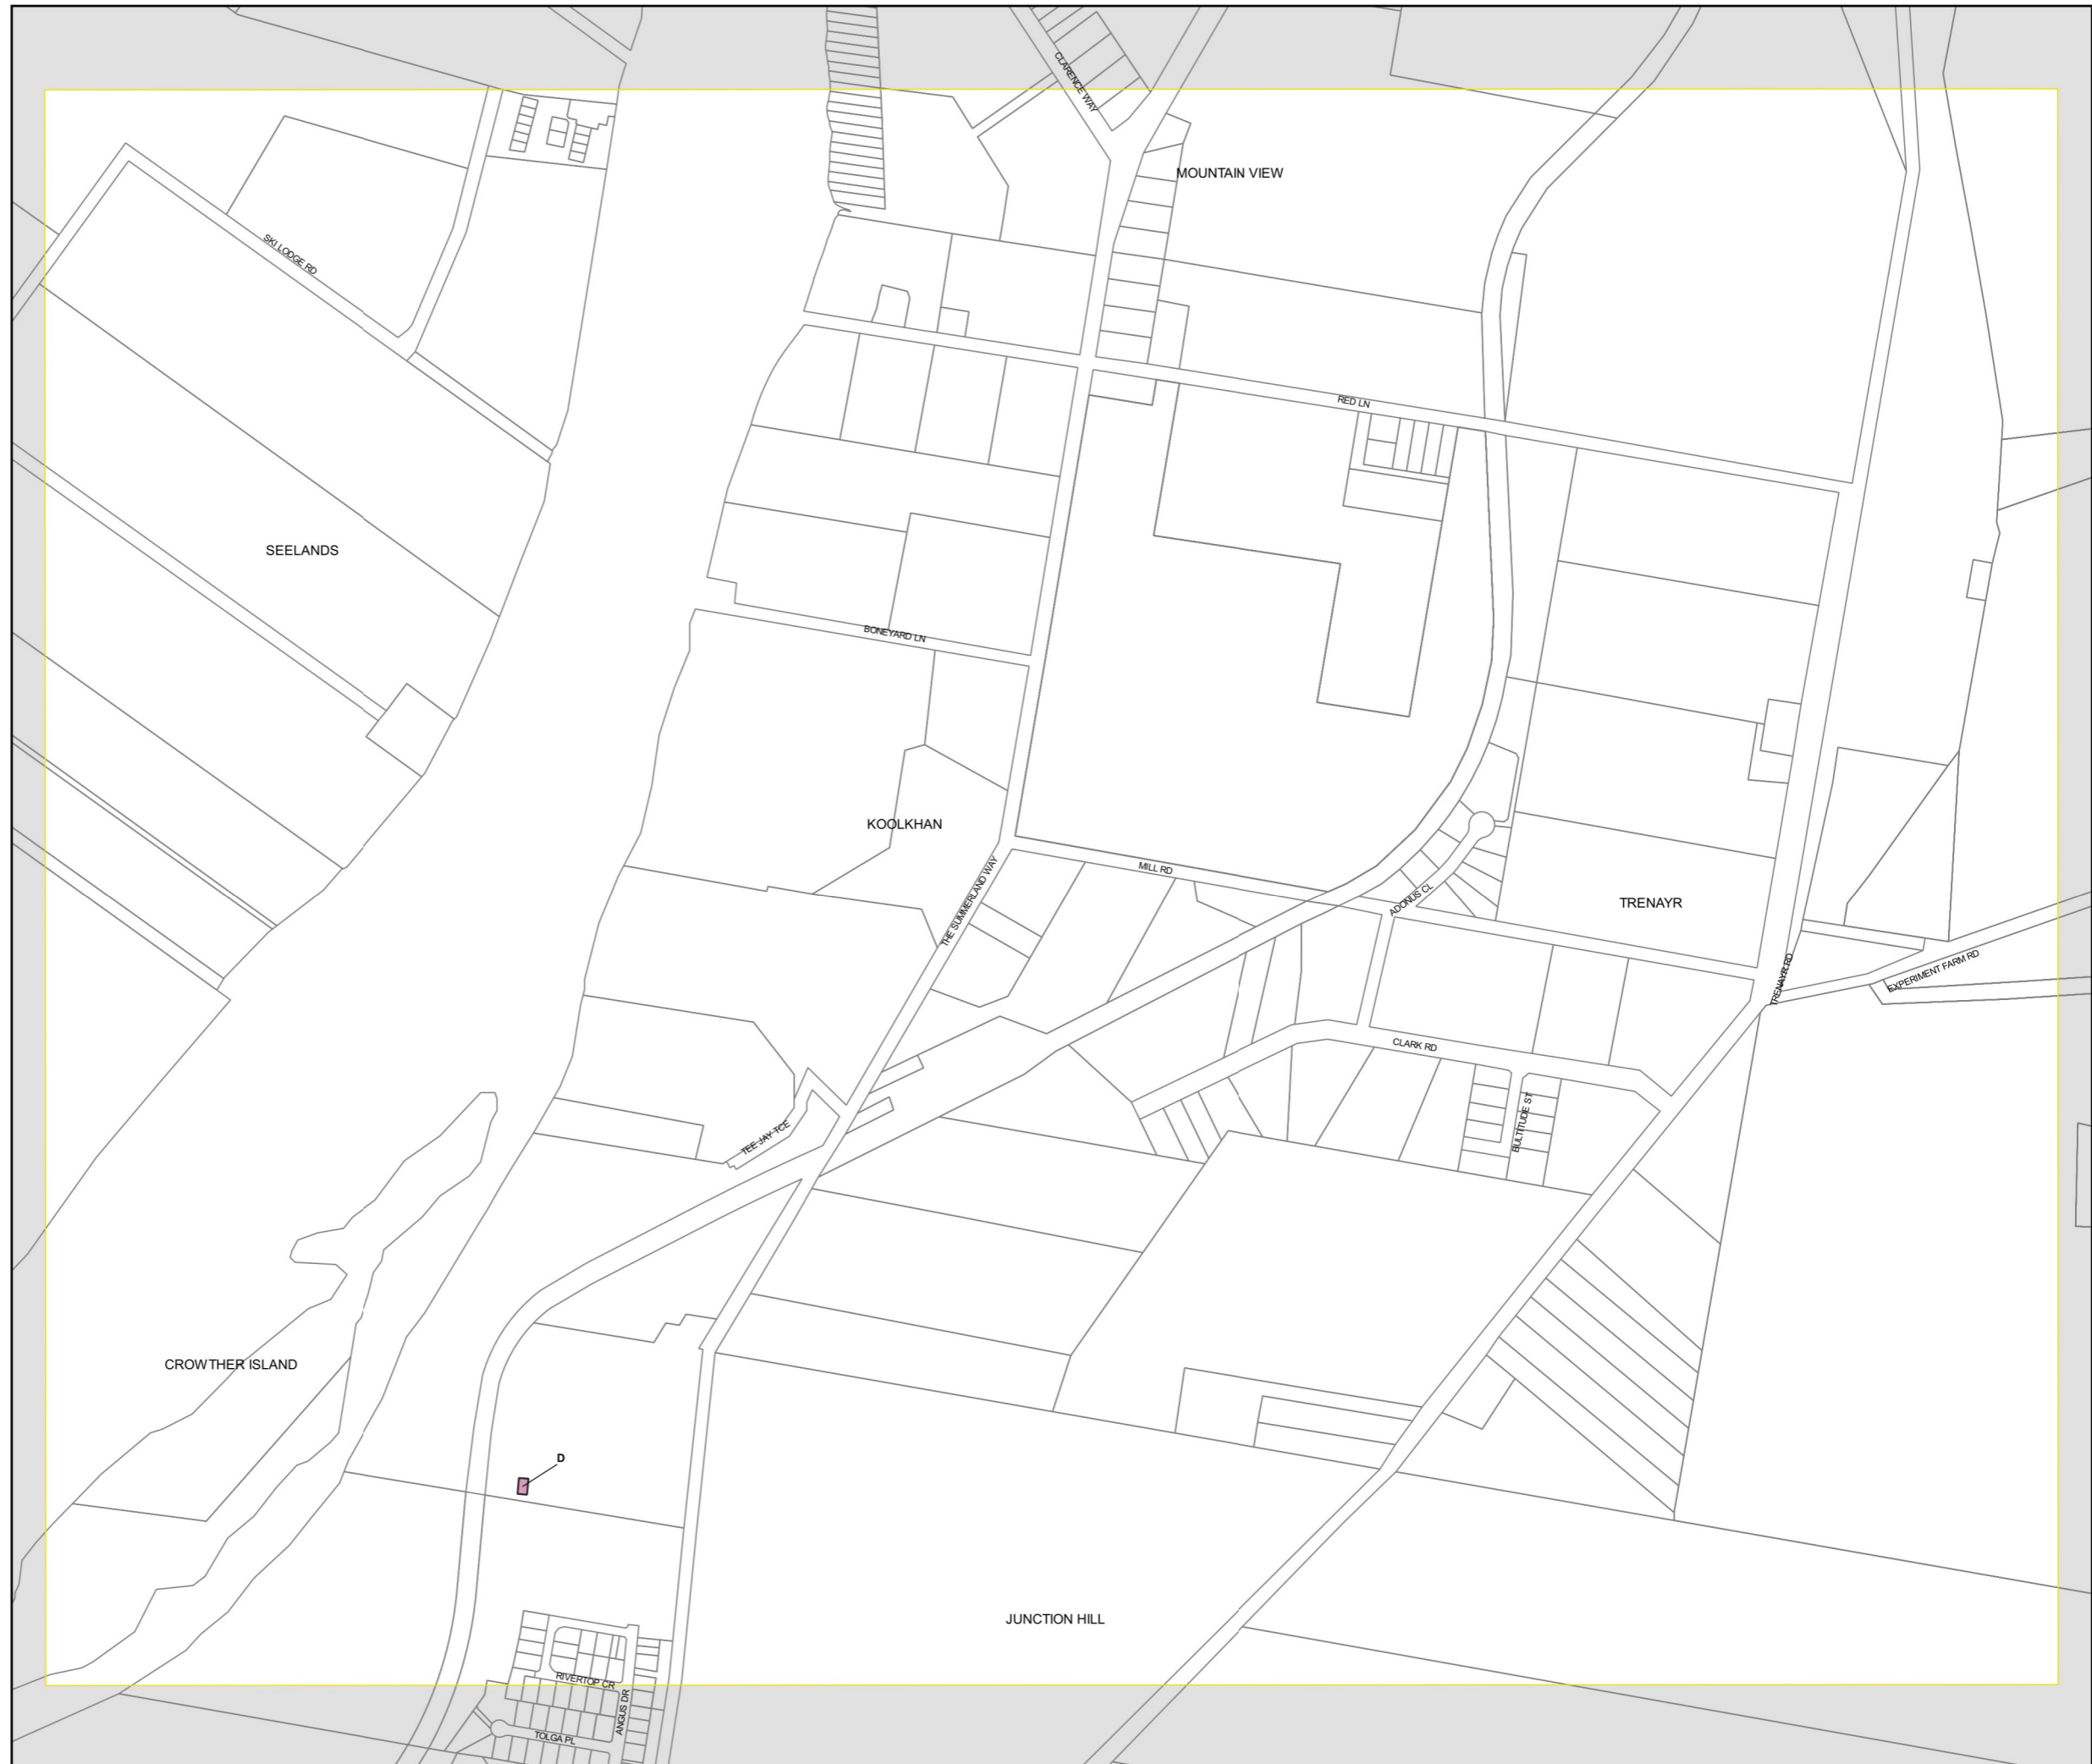 CLARENCE WAY
MOUNTAIN VIEW
SKI LODGE RD
RED LN
SEELANDS
BONEYARD LN
KOOLKHAN
MILL RD
THE SUMMERLAND WAY
ADONUS CL
TRENAYR
TRENAYR RD
EXPERIMENT FARM RD
CLARK RD
BULTITUDE ST
TEE JAY TCE
CROWTHER ISLAND
D
JUNCTION HILL
RIVERTOP CR
ANGUS DR
TOLGA PL